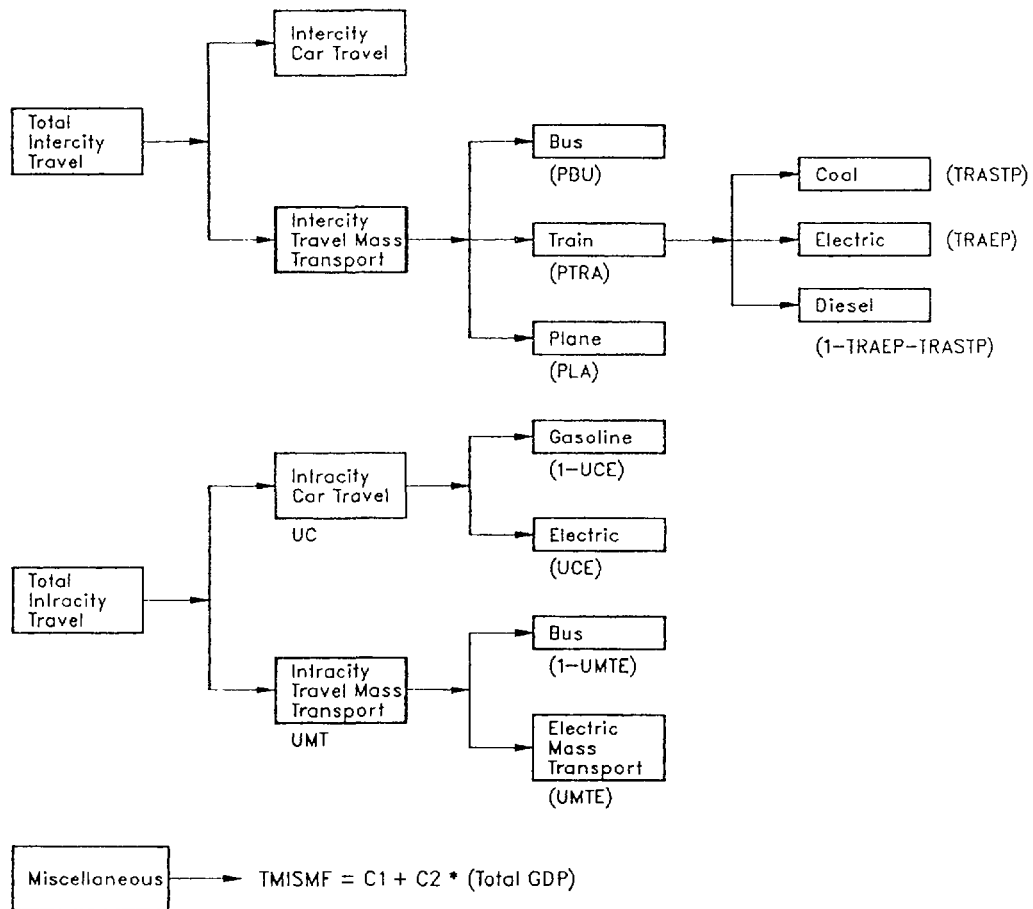 Intercity
Car Travel
Total
Intercity
Travel
Intercity
Travel Mass
Transport
Bus
(PBU)
Train
(PTRA)
Plane
(PLA)
Coal (TRASTP)
Electric (TRAEP)
Diesel
(1-TRAEP-TRASTP)
Total
Intracity
Travel
Intracity
Car Travel
UC
Gasoline
(1-UCE)
Electric
(UCE)
Intracity
Travel Mass
Transport
UMT
Bus
(1-UMTE)
Electric
Mass
Transport
(UMTE)
Miscellaneous
TMISMF = C1 + C2 * (Total GDP)